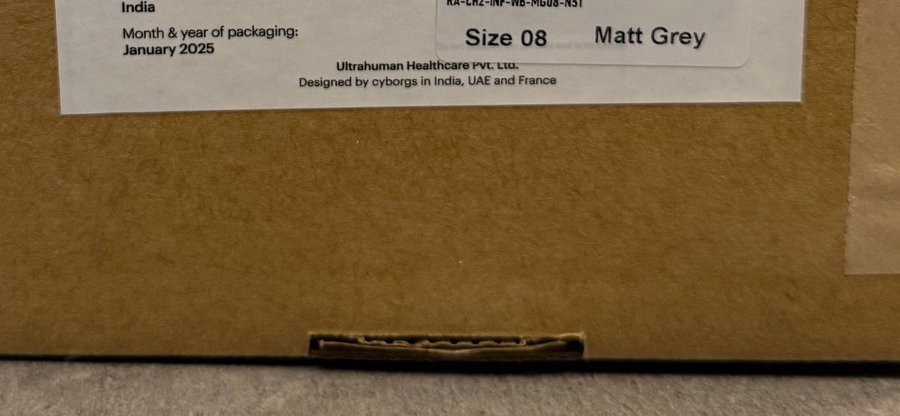 India
Month & year of packaging:
January 2025
Size 08 Matt Grey
Ultrahuman Healthcare Pvt. Ltd.
Designed by cyborgs in India, UAE and France